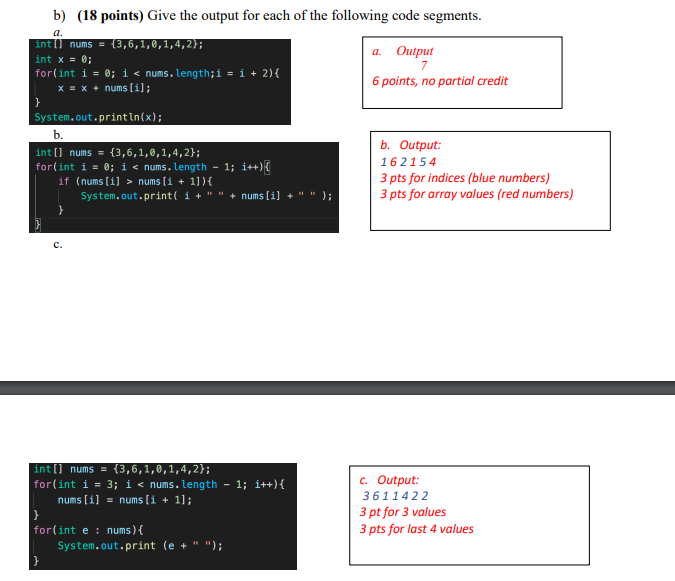 b) (18 points) Give the output for each of the following code segments.
a.
int[] nums = {3,6,1,0,1,4,2};
int x = 0;
for(int i = 0; i < nums.length;i = i + 2){
x = x + nums[i];
}
System.out.println(x);
a. Output
7
6 points, no partial credit
b.
int[] nums = {3,6,1,0,1,4,2};
for(int i = 0; i < nums.length - 1; i++){
if (nums[i] > nums[i + 1]){
System.out.print( i + " " + nums[i] + " " );
}
}
b. Output:
1 6 2 1 5 4
3 pts for indices (blue numbers)
3 pts for array values (red numbers)
c.
int[] nums = {3,6,1,0,1,4,2};
for(int i = 3; i < nums.length - 1; i++){
nums[i] = nums[i + 1];
}
for(int e : nums){
System.out.print (e + " ");
}
c. Output:
3 6 1 1 4 2 2
3 pt for 3 values
3 pts for last 4 values